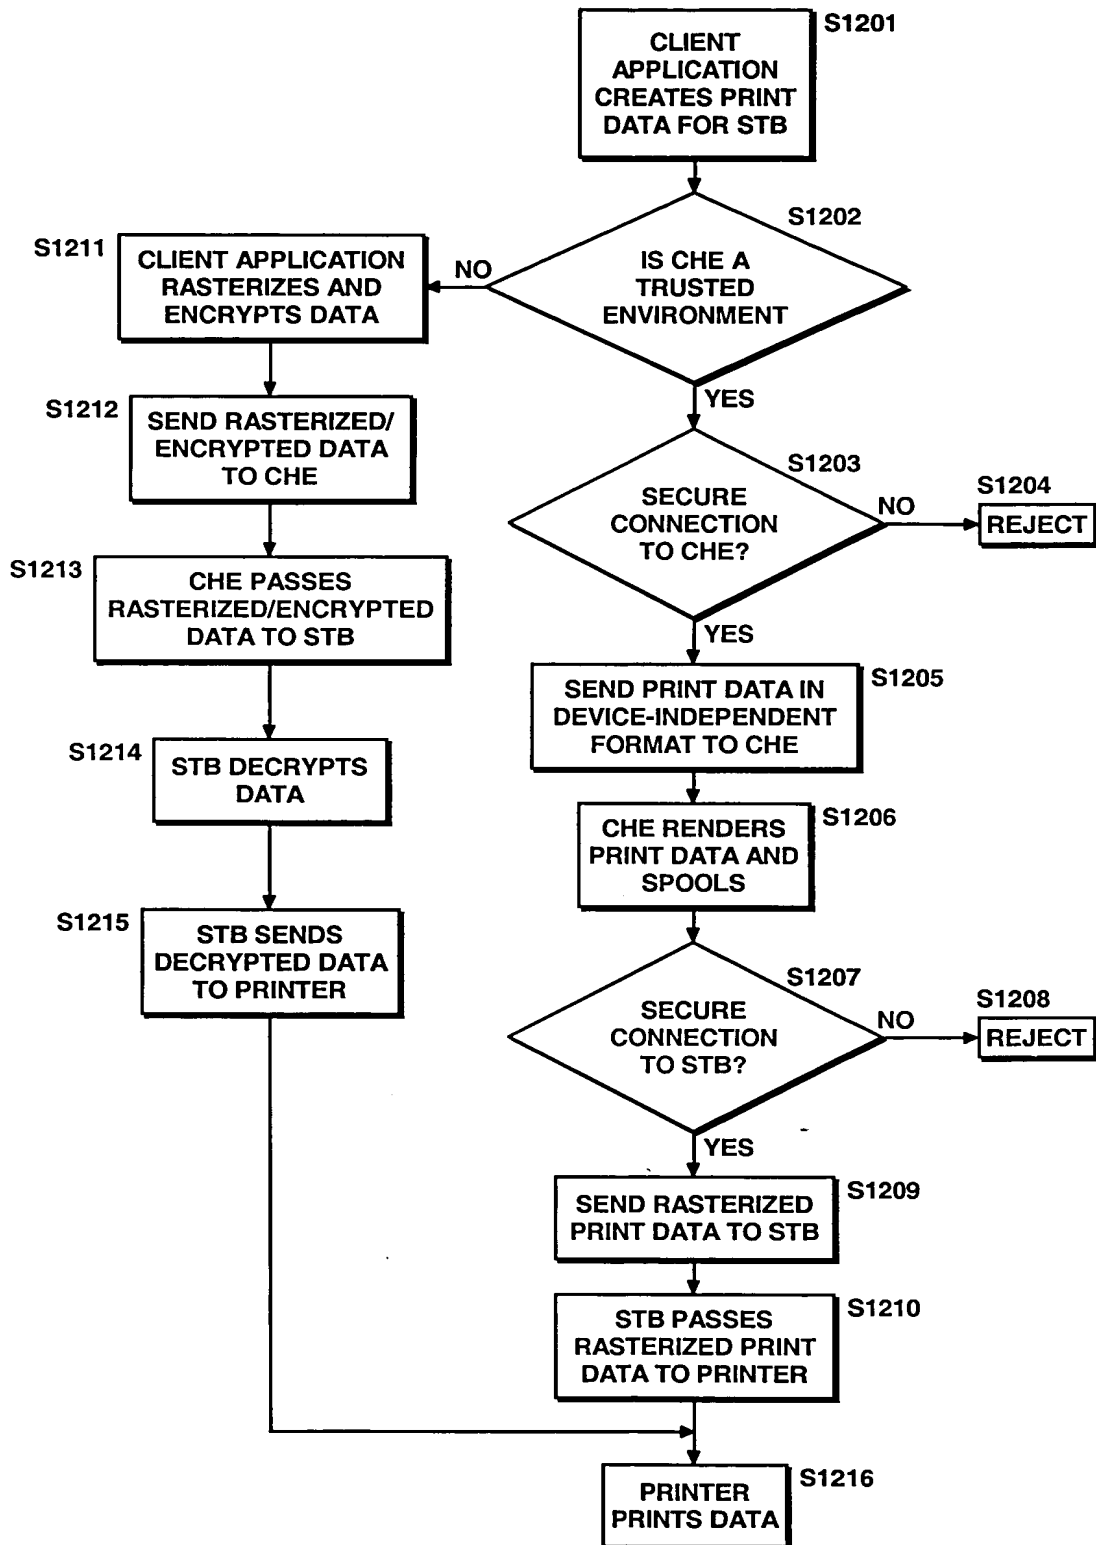 S1201
CLIENT
APPLICATION
CREATES PRINT
DATA FOR STB
S1202
IS CHE A
TRUSTED
ENVIRONMENT
NO
YES
S1211
CLIENT APPLICATION
RASTERIZES AND
ENCRYPTS DATA
S1212
SEND RASTERIZED/
ENCRYPTED DATA
TO CHE
S1213
CHE PASSES
RASTERIZED/ENCRYPTED
DATA TO STB
S1214
STB DECRYPTS
DATA
S1215
STB SENDS
DECRYPTED DATA
TO PRINTER
S1203
SECURE
CONNECTION
TO CHE?
NO
S1204
REJECT
YES
S1205
SEND PRINT DATA IN
DEVICE-INDEPENDENT
FORMAT TO CHE
S1206
CHE RENDERS
PRINT DATA AND
SPOOLS
S1207
SECURE
CONNECTION
TO STB?
NO
S1208
REJECT
YES
S1209
SEND RASTERIZED
PRINT DATA TO STB
S1210
STB PASSES
RASTERIZED PRINT
DATA TO PRINTER
S1216
PRINTER
PRINTS DATA